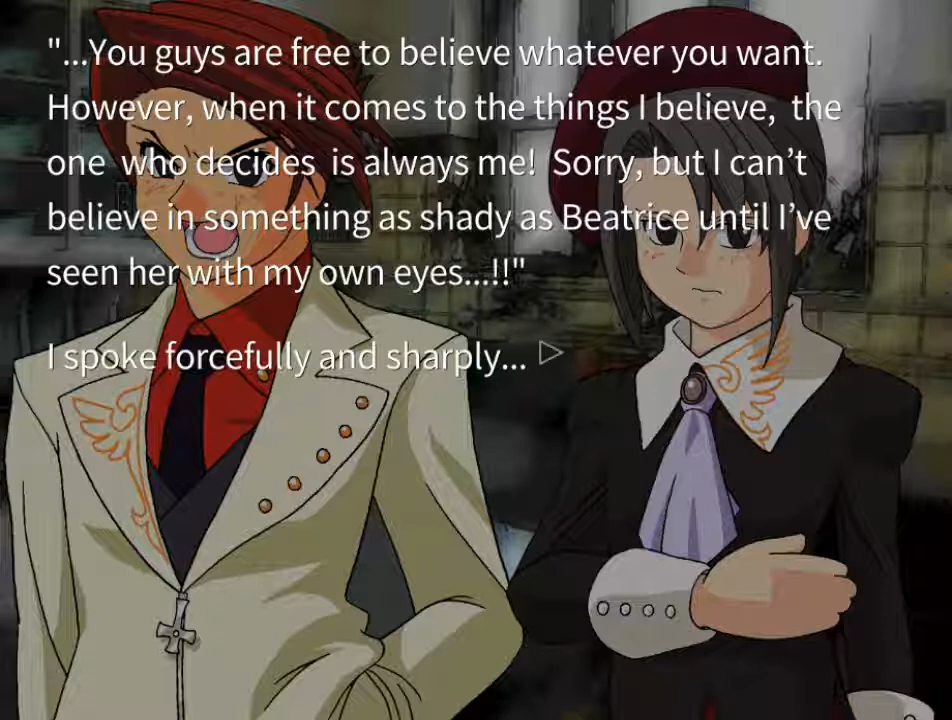 "...You guys are free to believe whatever you want.
However, when it comes to the things I believe, the
one who decides is always me! Sorry, but I can’t
believe in something as shady as Beatrice until I’ve
seen her with my own eyes...!!"
I spoke forcefully and sharply...